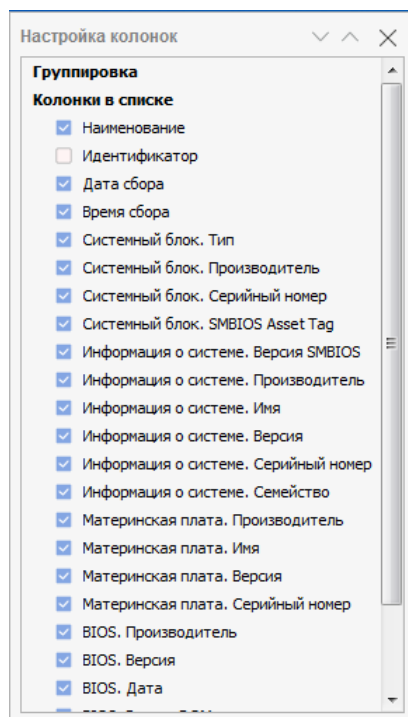 Настройка колонок
Группировка
Колонки в списке
Наименование
Идентификатор
Дата сбора
Время сбора
Системный блок. Тип
Системный блок. Производитель
Системный блок. Серийный номер
Системный блок. SMBIOS Asset Tag
Информация о системе. Версия SMBIOS
Информация о системе. Производитель
Информация о системе. Имя
Информация о системе. Версия
Информация о системе. Серийный номер
Информация о системе. Семейство
Материнская плата. Производитель
Материнская плата. Имя
Материнская плата. Версия
Материнская плата. Серийный номер
BIOS. Производитель
BIOS. Версия
BIOS. Дата